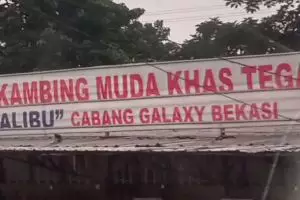 KAMBING MUDA KHAS TEGA
ALIBU" CABANG GALAXY BEKASI